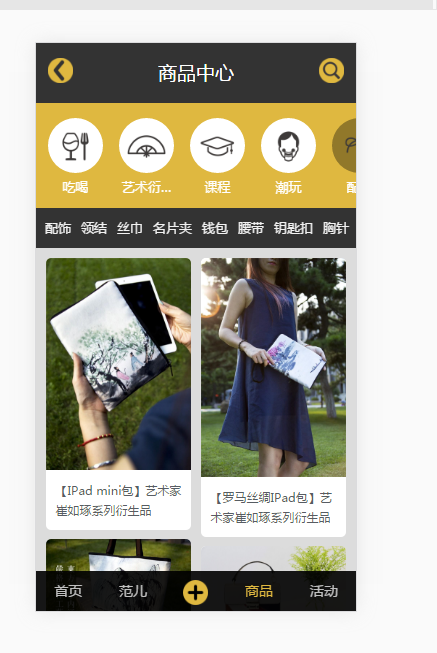 商品中心
吃喝 艺术衍... 课程 潮玩
配饰 领结 丝巾 名片夹 钱包 腰带 钥匙扣 胸针
【IPad mini包】艺术家
崔如琢系列衍生品
【罗马丝绸IPad包】艺
术家崔如琢系列衍生品
首页 范儿 商品 活动